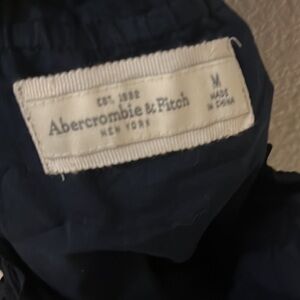 EST. 1892
Abercrombie & Fitch
NEW YORK
M
MADE
IN CHINA